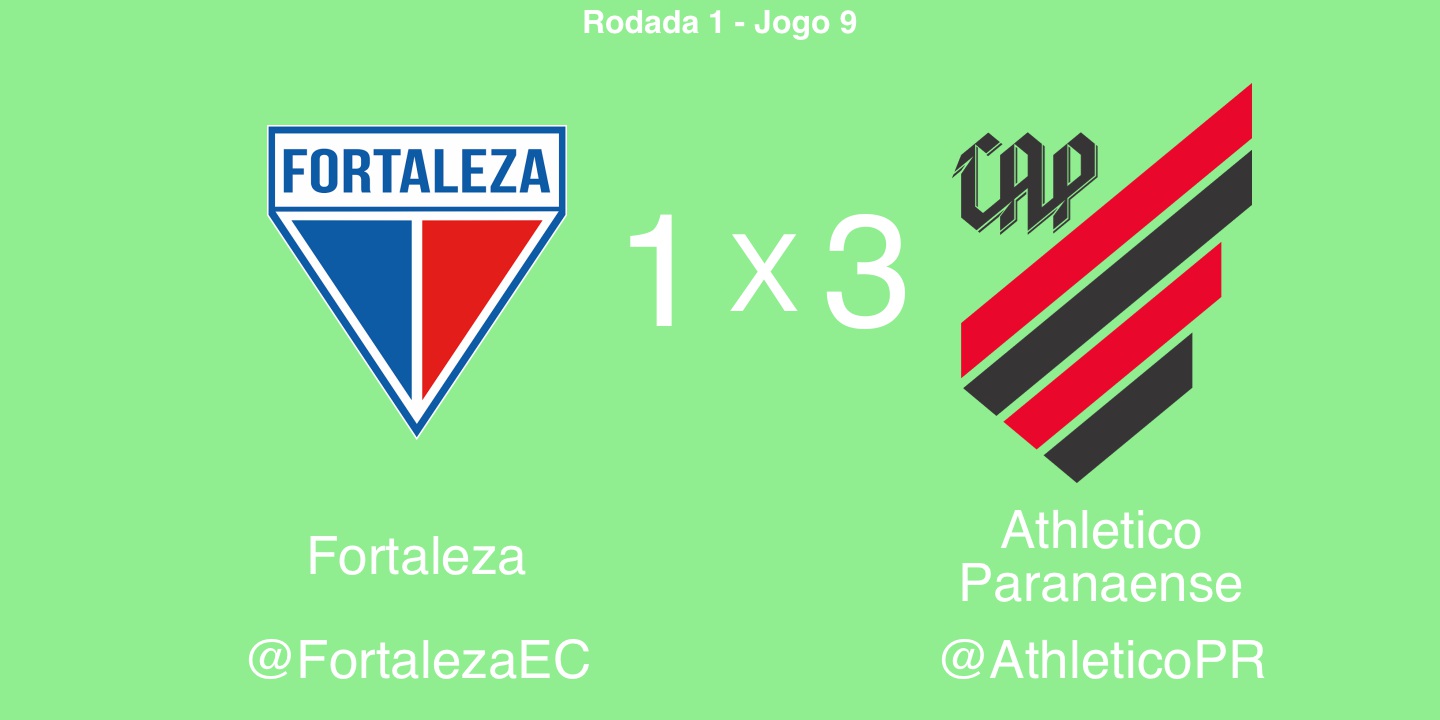 Rodada 1 - Jogo 9
FORTALEZA
CAP
1 x 3
Fortaleza
Athletico
Paranaense
@FortalezaEC
@AthleticoPR